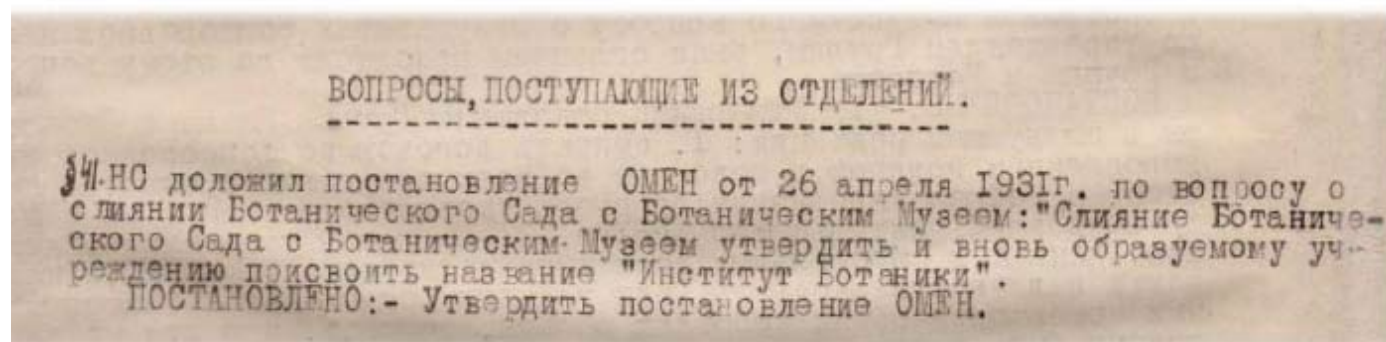 ВОПРОСЫ, ПОСТУПАЮЩИЕ ИЗ ОТДЕЛЕНИЙ.
§41. НС доложил постановление ОМЕН от 26 апреля I93Iг. по вопросу о
слиянии Ботанического Сада с Ботаническим Музеем:"Слияние Ботаниче-
ского Сада с Ботаническим Музеем утвердить и вновь образуемому уч-
реждению присвоить название "Институт Ботаники".
ПОСТАНОВЛЕНО:- Утвердить постановление ОМЕН.